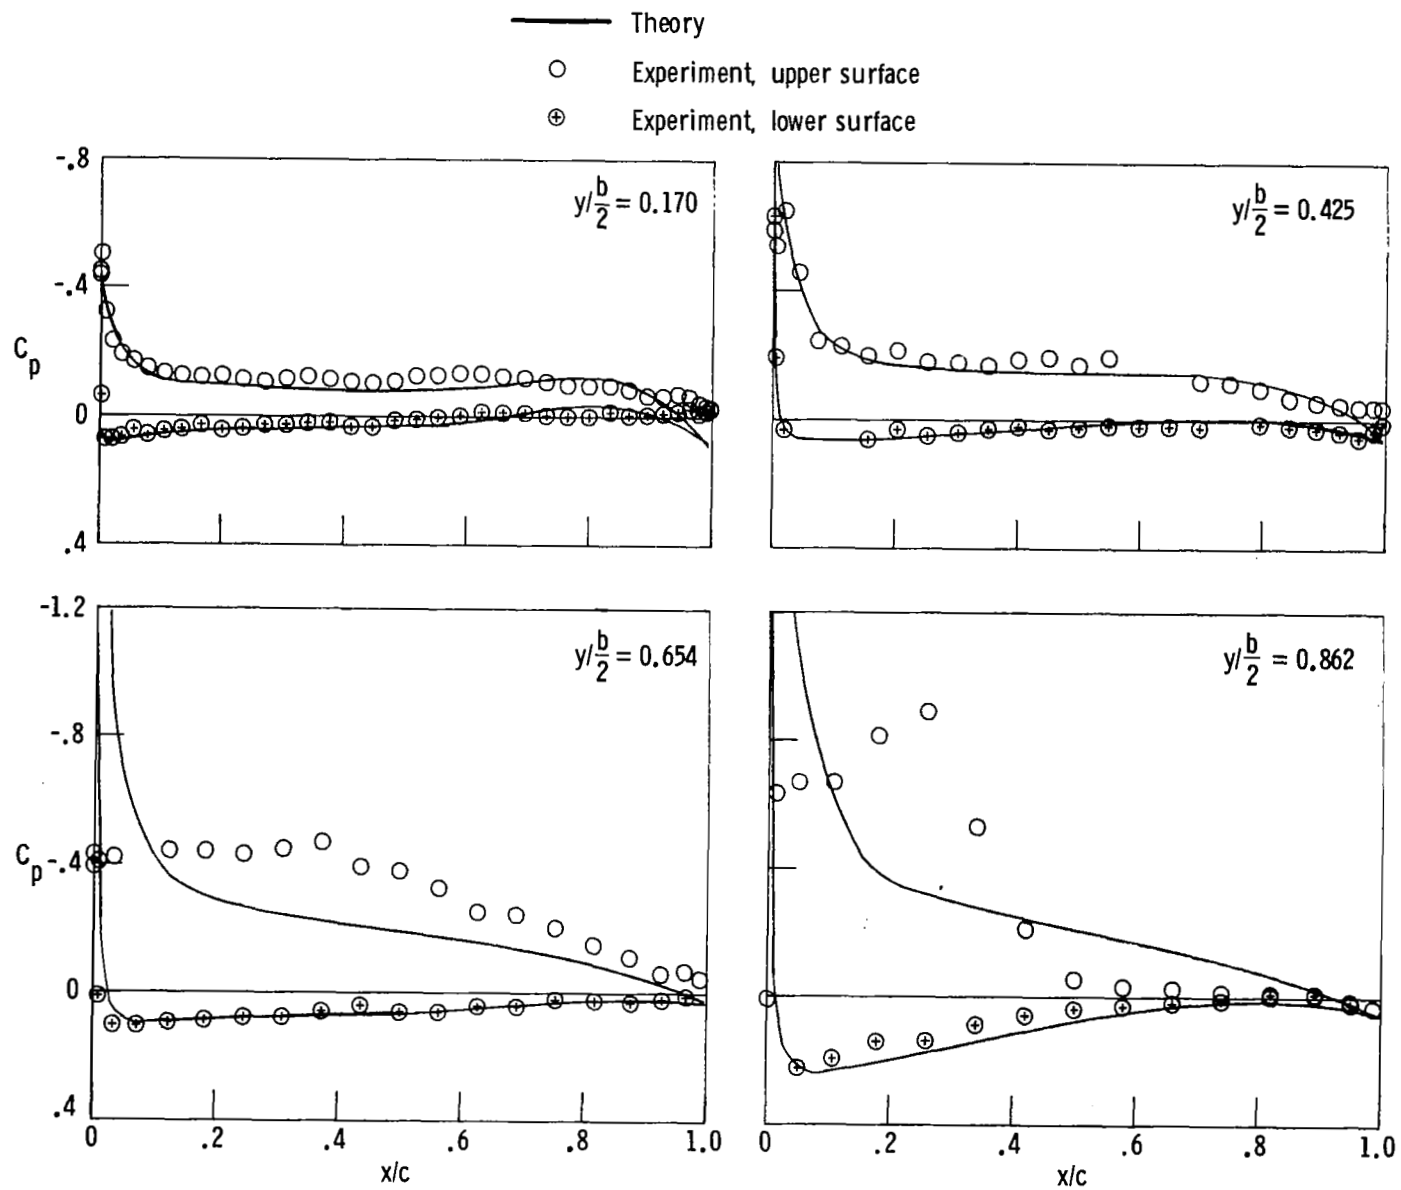 Theory
Experiment, upper surface
Experiment, lower surface
-.8
-.4
0
.4
C_p
y/b/2 = 0.170
y/b/2 = 0.425
-1.2
-.8
-.4
0
.4
C_p
y/b/2 = 0.654
y/b/2 = 0.862
0 .2 .4 .6 .8 1.0
0 .2 .4 .6 .8 1.0
x/c
x/c